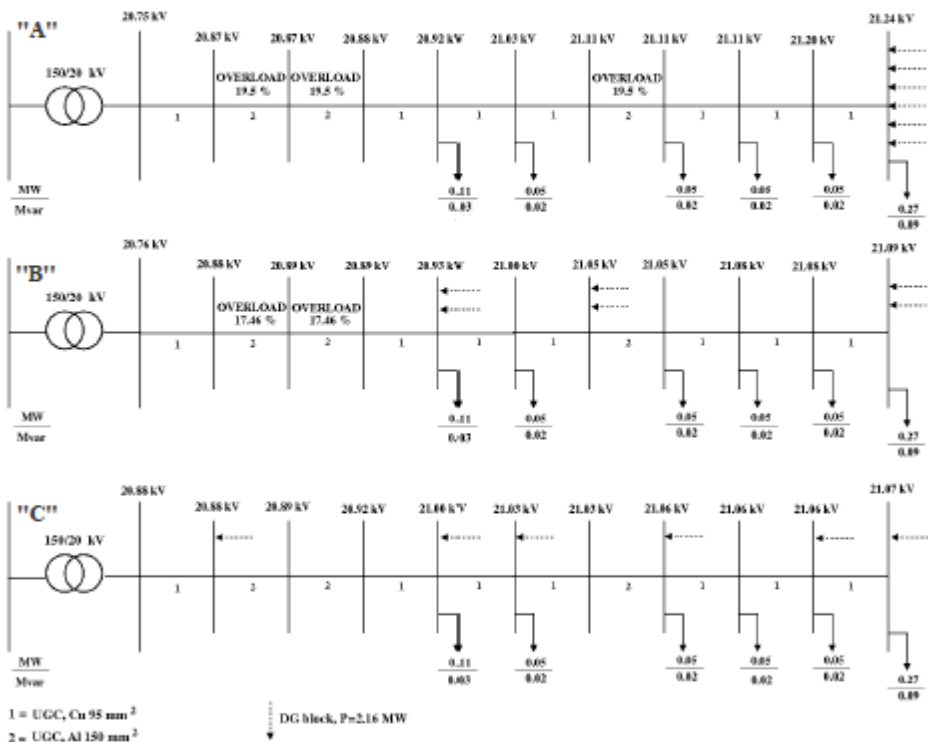 "A"
20.75 kV
21.24 kV
20.87 kV 20.87 kV 20.88 kV 20.92 kW 21.03 kV 21.11 kV 21.11 kV 21.11 kV 21.20 kV
150/20 kV
OVERLOAD OVERLOAD OVERLOAD
19.5 % 19.5 % 19.5 %
1 2 2 1 1 1 2 1 1 1
MW
Mvar
0.11 0.05 0.05 0.05 0.05 0.27
0.03 0.02 0.02 0.02 0.02 0.09
"B"
20.76 kV
21.09 kV
20.88 kV 20.89 kV 20.89 kV 20.93 kW 21.00 kV 21.05 kV 21.05 kV 21.08 kV 21.08 kV
150/20 kV
OVERLOAD OVERLOAD
17.46 % 17.46 %
1 2 2 1 1 1 2 1 1 1
MW
Mvar
0.11 0.05 0.05 0.05 0.05 0.27
0.03 0.02 0.02 0.02 0.02 0.09
"C"
20.88 kV
21.07 kV
20.88 kV 20.89 kV 20.92 kV 21.00 kV 21.03 kV 21.03 kV 21.06 kV 21.06 kV 21.06 kV
150/20 kV
1 2 2 1 1 1 2 1 1 1
MW
Mvar
0.11 0.05 0.05 0.05 0.05 0.27
0.03 0.02 0.02 0.02 0.02 0.09
1 = UGC, Cu 95 mm²
2 = UGC, Al 150 mm²
DG block, P=2.16 MW